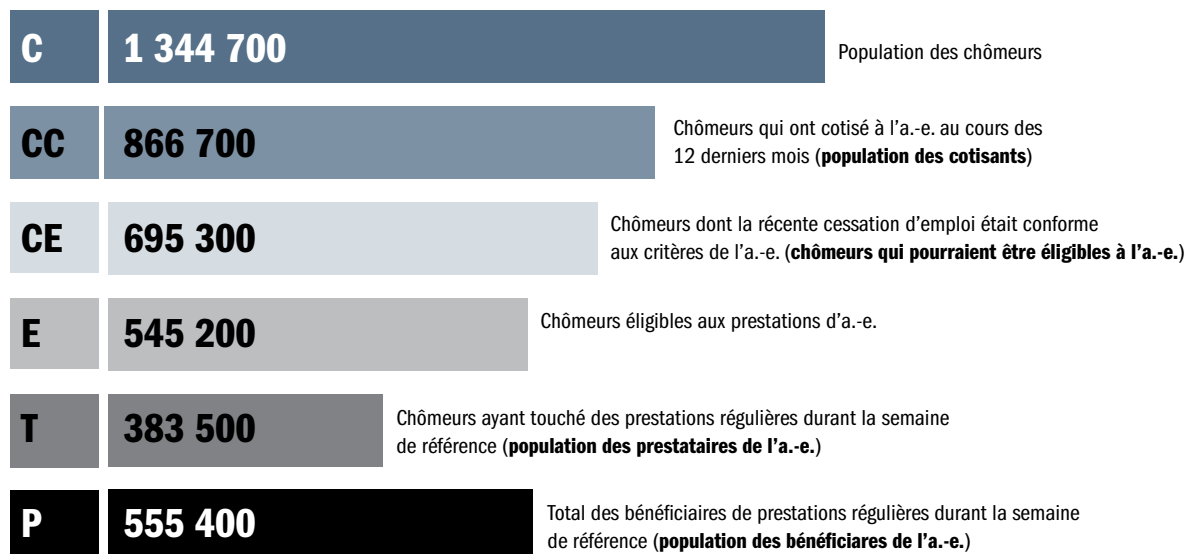 C 1 344 700 Population des chômeurs
CC 866 700 Chômeurs qui ont cotisé à l'a.-e. au cours des
12 derniers mois (population des cotisants)
CE 695 300 Chômeurs dont la récente cessation d'emploi était conforme
aux critères de l'a.-e. (chômeurs qui pourraient être éligibles à l'a.-e.)
E 545 200 Chômeurs éligibles aux prestations d'a.-e.
T 383 500 Chômeurs ayant touché des prestations régulières durant la semaine
de référence (population des prestataires de l'a.-e.)
P 555 400 Total des bénéficiaires de prestations régulières durant la semaine
de référence (population des bénéficiares de l'a.-e.)